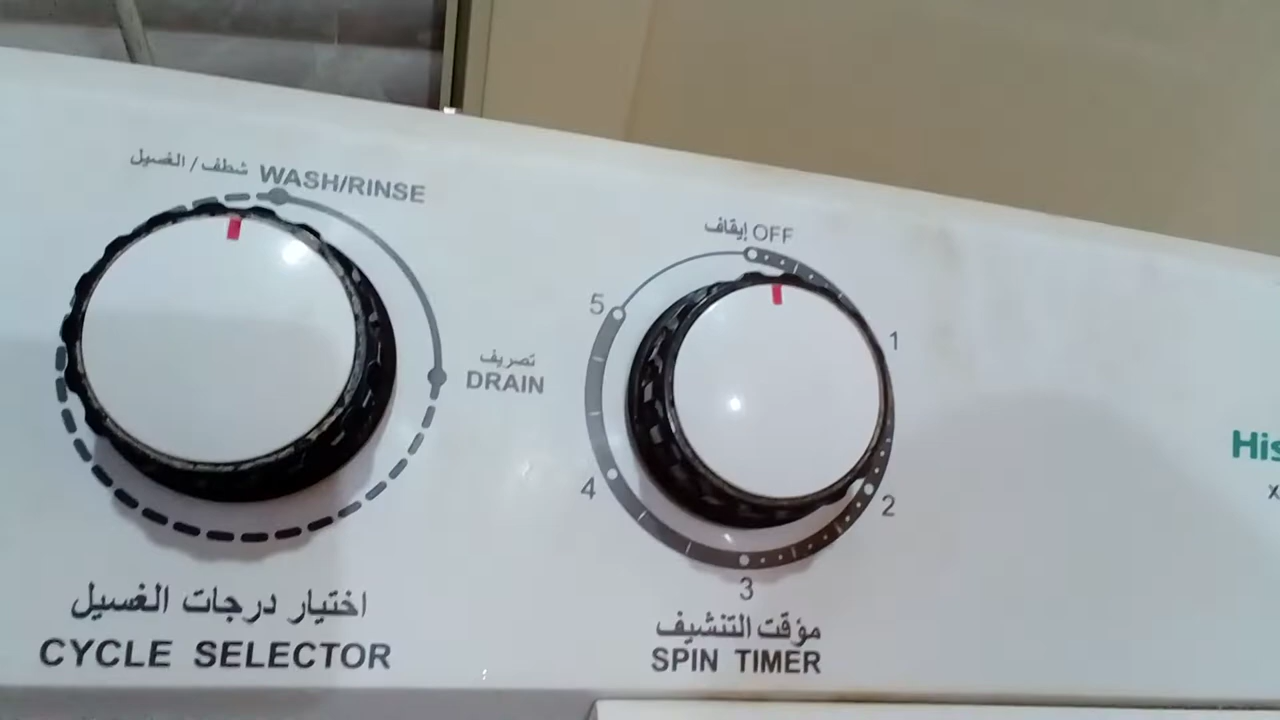 شطف / الغسيل WASH/RINSE
تصريف
DRAIN
اختيار درجات الغسيل
CYCLE SELECTOR
إيقاف OFF
1
2
3
4
5
مؤقت التنشيف
SPIN TIMER
His